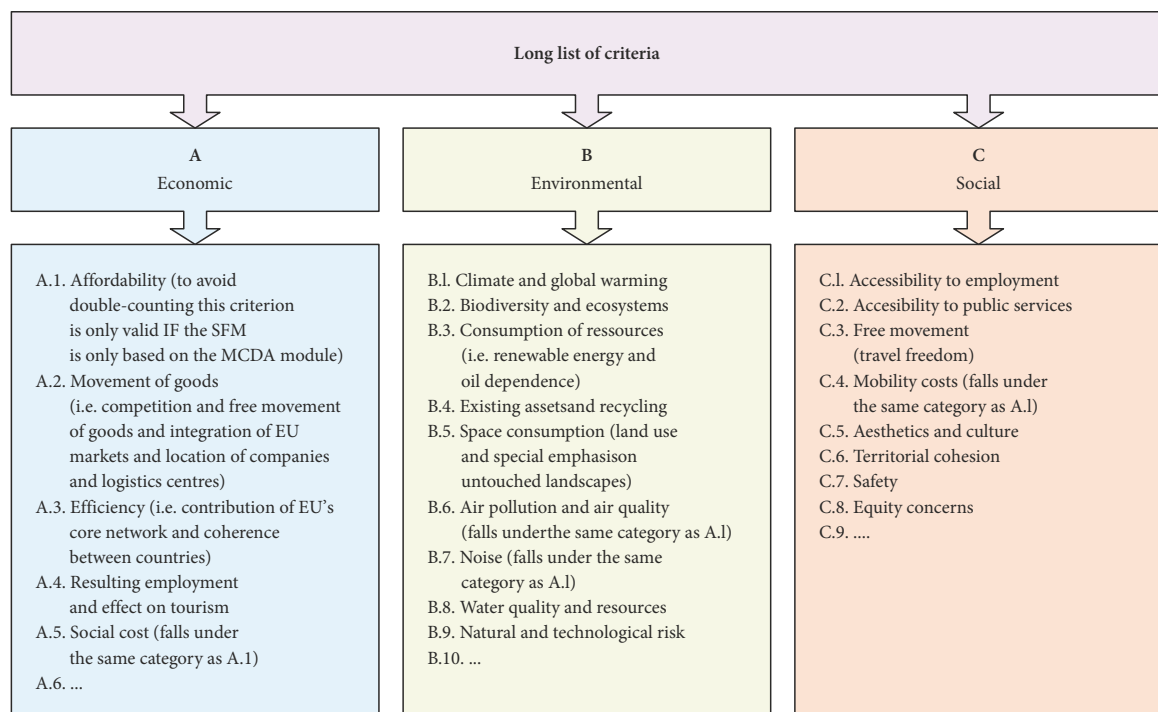 Long list of criteria
A
Economic
B
Environmental
C
Social
A.1. Affordability (to avoid
double-counting this criterion
is only valid IF the SFM
is only based on the MCDA module)
A.2. Movement of goods
(i.e. competition and free movement
of goods and integration of EU
markets and location of companies
and logistics centres)
A.3. Efficiency (i.e. contribution of EU's
core network and coherence
between countries)
A.4. Resulting employment
and effect on tourism
A.5. Social cost (falls under
the same category as A.1)
A.6. ...
B.l. Climate and global warming
B.2. Biodiversity and ecosystems
B.3. Consumption of ressources
(i.e. renewable energy and
oil dependence)
B.4. Existing assetsand recycling
B.5. Space consumption (land use
and special emphasison
untouched landscapes)
B.6. Air pollution and air quality
(falls underthe same category as A.l)
B.7. Noise (falls under the same
category as A.l)
B.8. Water quality and resources
B.9. Natural and technological risk
B.10. ...
C.l. Accessibility to employment
C.2. Accesibility to public services
C.3. Free movement
(travel freedom)
C.4. Mobility costs (falls under
the same category as A.l)
C.5. Aesthetics and culture
C.6. Territorial cohesion
C.7. Safety
C.8. Equity concerns
C.9. ....